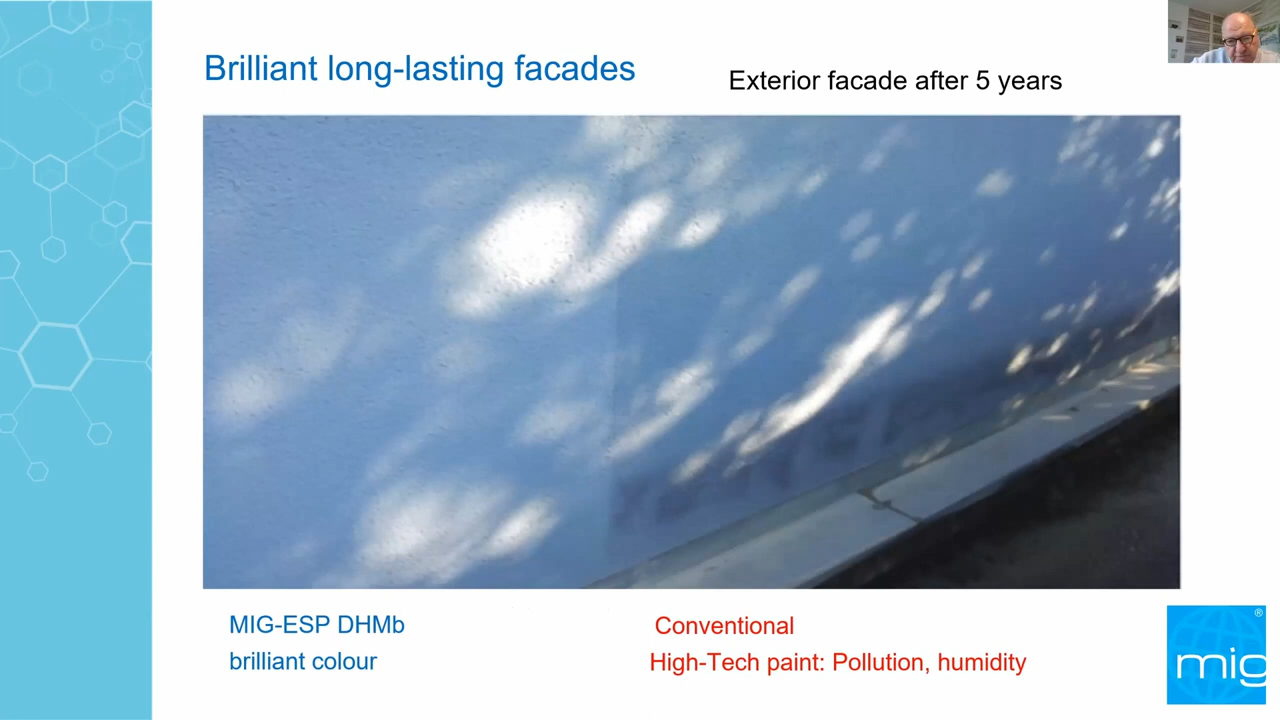 Brilliant long-lasting facades
Exterior facade after 5 years
MIG-ESP DHMb
brilliant colour
Conventional
High-Tech paint: Pollution, humidity
®
mig